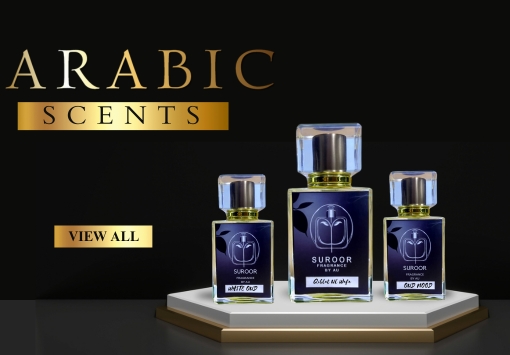 ARABIC
SCENTS
VIEW ALL
SUROOR
FRAGRANCE
BY AU
WHITE OUD
SUROOR
FRAGRANCE
BY AU
SUROOR
FRAGRANCE
BY AU
OUD MOOD